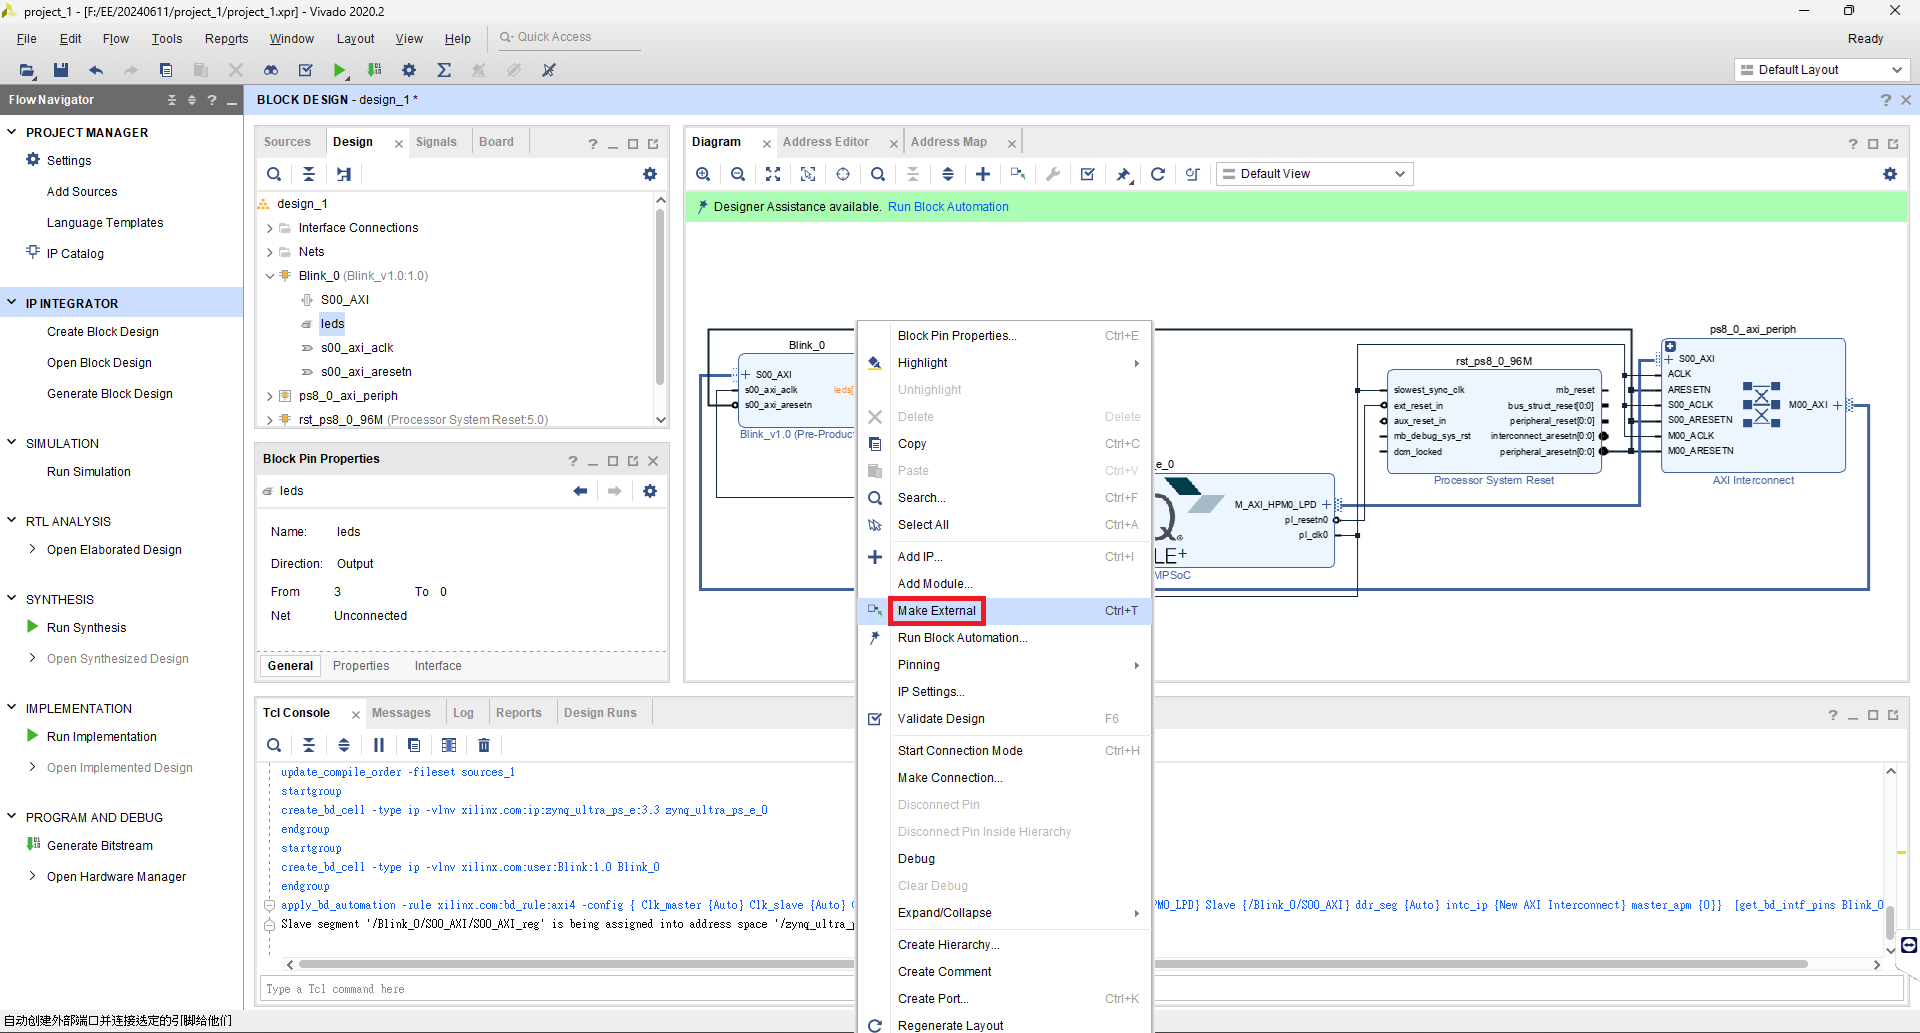 project_1 - [F:/EE/20240611/project_1/project_1.xpr] - Vivado 2020.2
File Edit Flow Tools Reports Window Layout View Help Quick Access Ready
Default Layout
Flow Navigator
PROJECT MANAGER
Settings
Add Sources
Language Templates
IP Catalog
IP INTEGRATOR
Create Block Design
Open Block Design
Generate Block Design
SIMULATION
Run Simulation
RTL ANALYSIS
Open Elaborated Design
SYNTHESIS
Run Synthesis
Open Synthesized Design
IMPLEMENTATION
Run Implementation
Open Implemented Design
PROGRAM AND DEBUG
Generate Bitstream
Open Hardware Manager
BLOCK DESIGN - design_1 *
Sources Design Signals Board
design_1
Interface Connections
Nets
Blink_0 (Blink_v1.0:1.0)
S00_AXI
leds
s00_axi_aclk
s00_axi_aresetn
ps8_0_axi_periph
rst_ps8_0_96M (Processor System Reset:5.0)
Block Pin Properties
leds
Name: leds
Direction: Output
From 3 To 0
Net Unconnected
General Properties Interface
Diagram Address Editor Address Map
Default View
Designer Assistance available. Run Block Automation
Blink_0
S00_AXI
s00_axi_aclk
leds[
s00_axi_aresetn
Blink_v1.0 (Pre-Product
e_0
M_AXI_HPM0_LPD
pl_resetn0
pl_clk0
LE+
MPSoC
rst_ps8_0_96M
slowest_sync_clk
ext_reset_in
aux_reset_in
mb_debug_sys_rst
dcm_locked
mb_reset
bus_struct_reset[0:0]
peripheral_reset[0:0]
interconnect_aresetn[0:0]
peripheral_aresetn[0:0]
Processor System Reset
ps8_0_axi_periph
S00_AXI
ACLK
ARESETN
S00_ACLK
S00_ARESETN
M00_ACLK
M00_ARESETN
M00_AXI
AXI Interconnect
Block Pin Properties... Ctrl+E
Highlight
Unhighlight
Delete Delete
Copy Ctrl+C
Paste Ctrl+V
Search... Ctrl+F
Select All Ctrl+A
Add IP... Ctrl+I
Add Module...
Make External Ctrl+T
Run Block Automation...
Pinning
IP Settings...
Validate Design F6
Start Connection Mode Ctrl+H
Make Connection...
Disconnect Pin
Disconnect Pin Inside Hierarchy
Debug
Clear Debug
Expand/Collapse
Create Hierarchy...
Create Comment
Create Port... Ctrl+K
Regenerate Layout
Tcl Console Messages Log Reports Design Runs
update_compile_order -fileset sources_1
startgroup
create_bd_cell -type ip -vlnv xilinx.com:ip:zynq_ultra_ps_e:3.3 zynq_ultra_ps_e_0
endgroup
startgroup
create_bd_cell -type ip -vlnv xilinx.com:user:Blink:1.0 Blink_0
endgroup
apply_bd_automation -rule xilinx.com:bd_rule:axi4 -config { Clk_master {Auto} Clk_slave {Auto} PM0_LPD} Slave {/Blink_0/S00_AXI} ddr_seg {Auto} intc_ip {New AXI Interconnect} master_apm {0}} [get_bd_intf_pins Blink_0
Slave segment '/Blink_0/S00_AXI/S00_AXI_reg' is being assigned into address space '/zynq_ultra_
Type a Tcl command here
自动创建外部端口并连接选定的引脚给他们